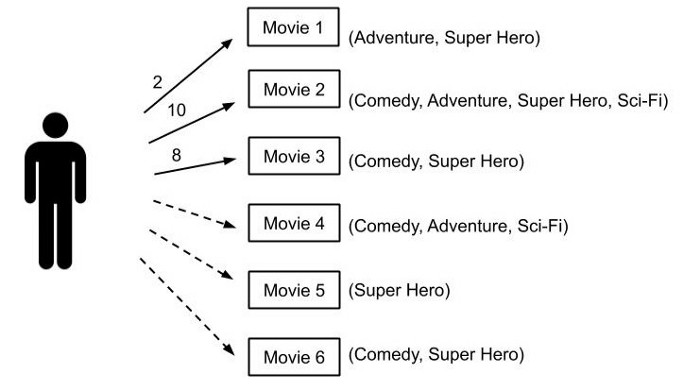 Movie 1 (Adventure, Super Hero)
2
Movie 2 (Comedy, Adventure, Super Hero, Sci-Fi)
10
Movie 3 (Comedy, Super Hero)
8
Movie 4 (Comedy, Adventure, Sci-Fi)
Movie 5 (Super Hero)
Movie 6 (Comedy, Super Hero)